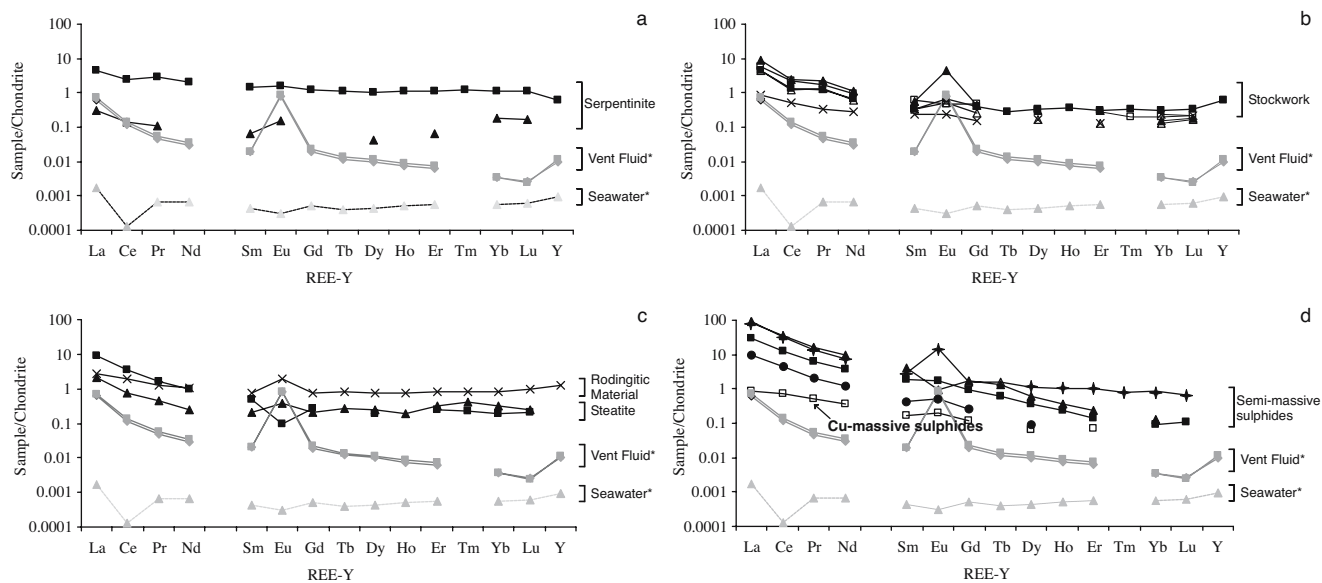 a
Sample/Chondrite
100
10
1
0.1
0.01
0.001
0.0001
La Ce Pr Nd Sm Eu Gd Tb Dy Ho Er Tm Yb Lu Y
REE-Y
Serpentinite
Vent Fluid*
Seawater*
b
Sample/Chondrite
100
10
1
0.1
0.01
0.001
0.0001
La Ce Pr Nd Sm Eu Gd Tb Dy Ho Er Tm Yb Lu Y
REE-Y
Stockwork
Vent Fluid*
Seawater*
c
Sample/Chondrite
100
10
1
0.1
0.01
0.001
0.0001
La Ce Pr Nd Sm Eu Gd Tb Dy Ho Er Tm Yb Lu Y
REE-Y
Rodingitic
Material
Steatite
Vent Fluid*
Seawater*
d
Sample/Chondrite
100
10
1
0.1
0.01
0.001
0.0001
La Ce Pr Nd Sm Eu Gd Tb Dy Ho Er Tm Yb Lu Y
REE-Y
Cu-massive sulphides
Semi-massive
sulphides
Vent Fluid*
Seawater*